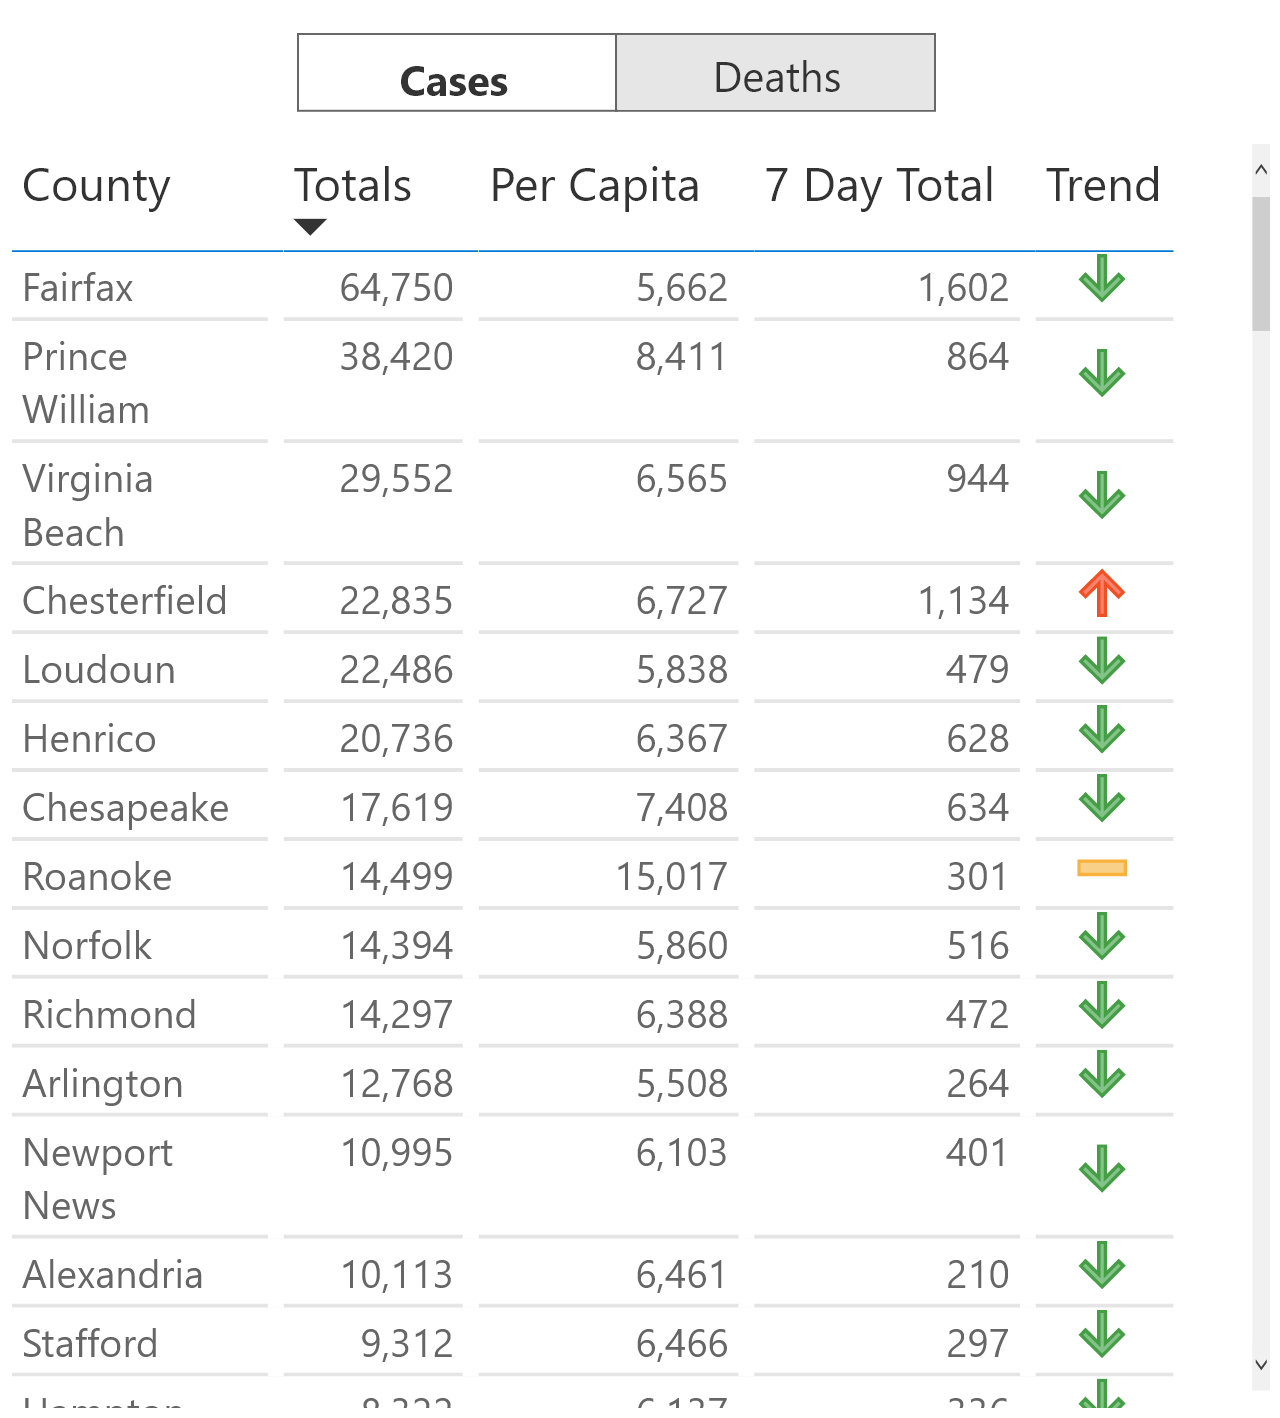 Cases Deaths
County Totals Per Capita 7 Day Total Trend
Fairfax 64,750 5,662 1,602
Prince 38,420 8,411 864
William
Virginia 29,552 6,565 944
Beach
Chesterfield 22,835 6,727 1,134
Loudoun 22,486 5,838 479
Henrico 20,736 6,367 628
Chesapeake 17,619 7,408 634
Roanoke 14,499 15,017 301
Norfolk 14,394 5,860 516
Richmond 14,297 6,388 472
Arlington 12,768 5,508 264
Newport 10,995 6,103 401
News
Alexandria 10,113 6,461 210
Stafford 9,312 6,466 297
Hampton